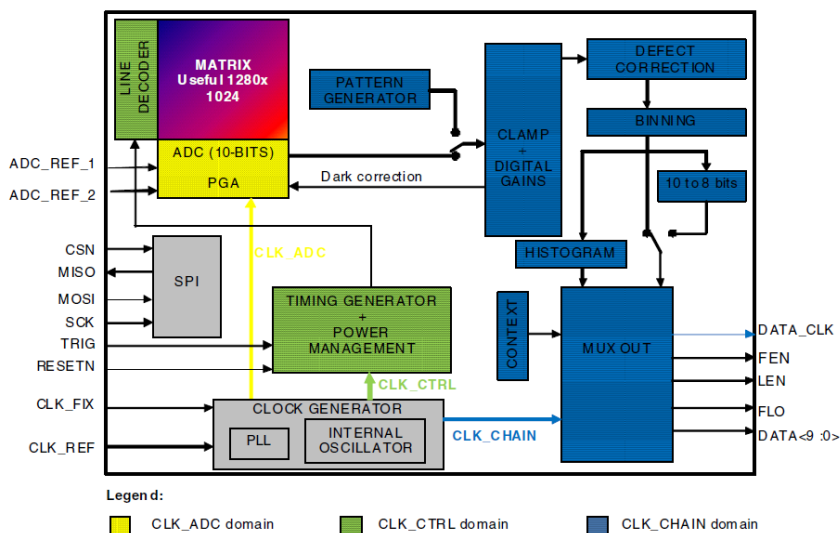 LINE
DECODER
MATRIX
Useful 1280x
1024
ADC (10-BITS)
PGA
PATTERN
GENERATOR
CLAMP
+
DIGITAL
GAINS
DEFECT
CORRECTION
BINNING
10 to 8 bits
HISTOGRAM
Dark correction
ADC_REF_1
ADC_REF_2
CLK_ADC
CSN
MISO
MOSI
SCK
SPI
TRIG
RESETN
TIMING GENERATOR
+
POWER
MANAGEMENT
CONTEXT
MUX OUT
DATA_CLK
FEN
LEN
FLO
DATA<9 :0>
CLK_CTRL
CLK_FIX
CLK_REF
CLOCK GENERATOR
PLL
INTERNAL
OSCILLATOR
CLK_CHAIN
Legend:
CLK_ADC domain
CLK_CTRL domain
CLK_CHAIN domain